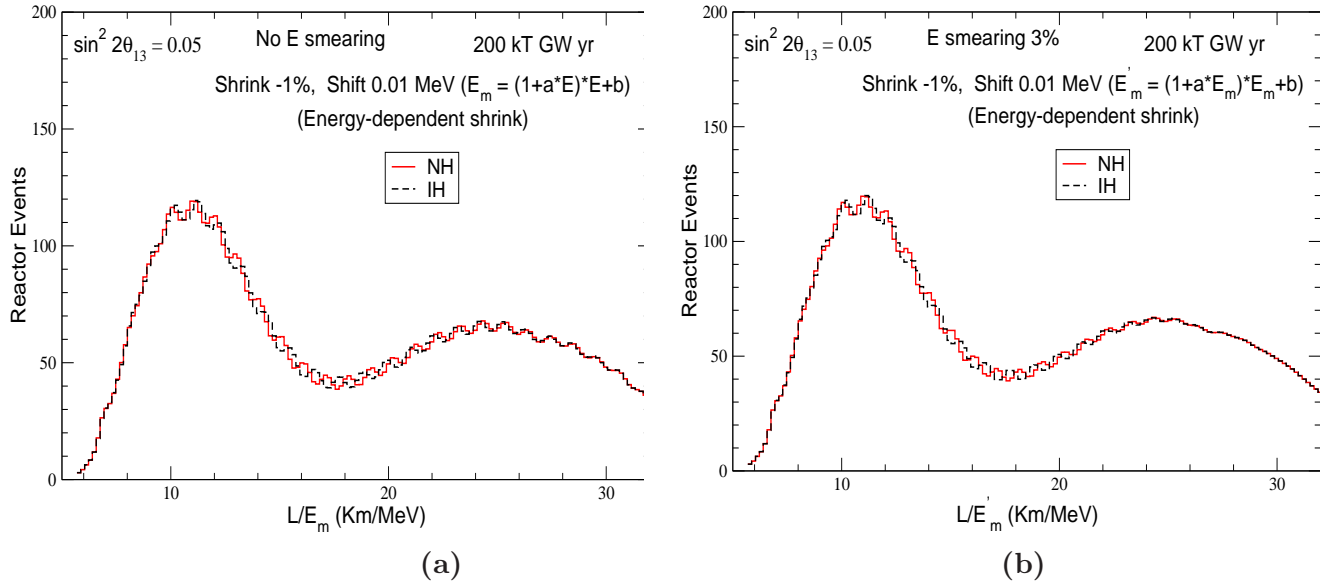 200
sin² 2θ₁₃ = 0.05
No E smearing
200 kT GW yr
Shrink -1%, Shift 0.01 MeV (Eₘ = (1+a*E)*E+b)
(Energy-dependent shrink)
150
NH
IH
100
50
0
Reactor Events
10
20
30
L/Eₘ (Km/MeV)
(a)
200
sin² 2θ₁₃ = 0.05
E smearing 3%
200 kT GW yr
Shrink -1%, Shift 0.01 MeV (E'ₘ = (1+a*Eₘ)*Eₘ+b)
(Energy-dependent shrink)
150
NH
IH
100
50
0
Reactor Events
10
20
30
L/E'ₘ (Km/MeV)
(b)